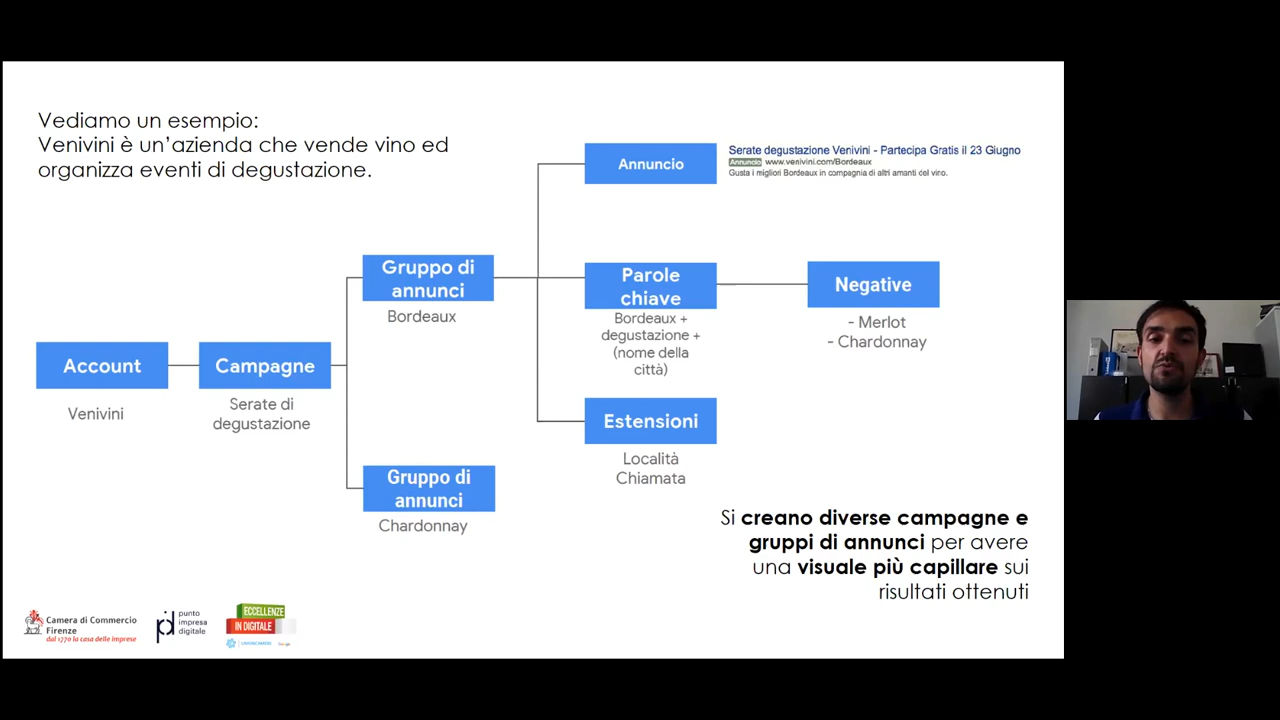 Vediamo un esempio:
Venivini è un'azienda che vende vino ed
organizza eventi di degustazione.
Annuncio
Serate degustazione Venivini - Partecipa Gratis il 23 Giugno
Annuncio www.venivini.com/Bordeaux
Gusta i migliori Bordeaux in compagnia di altri amanti del vino.
Gruppo di
annunci
Bordeaux
Parole
chiave
Bordeaux +
degustazione +
(nome della
città)
Negative
- Merlot
- Chardonnay
Account
Venivini
Campagne
Serate di
degustazione
Estensioni
Località
Chiamata
Gruppo di
annunci
Chardonnay
Si creano diverse campagne e
gruppi di annunci per avere
una visuale più capillare sui
risultati ottenuti
Camera di Commercio
Firenze
dal 1770 la casa delle imprese
pid
punto
impresa
digitale
ECCELLENZE
IN DIGITALE